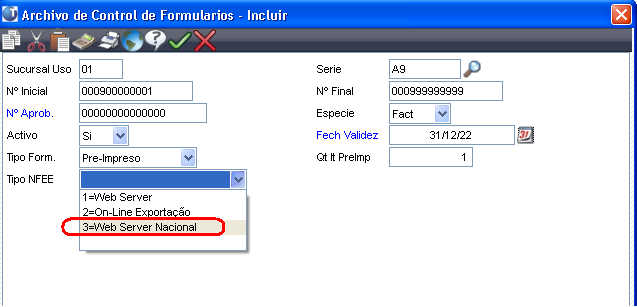 Archivo de Control de Formularios - Incluir
Sucursal Uso 01 Serie A9
Nº Inicial 000900000001 Nº Final 000999999999
Nº Aprob. 00000000000000 Especie Fact
Activo Si Fech Validez 31/12/22
Tipo Form. Pre-Impreso Qt It PreImp 1
Tipo NFEE
1=Web Server
2=On-Line Exportação
3=Web Server Nacional